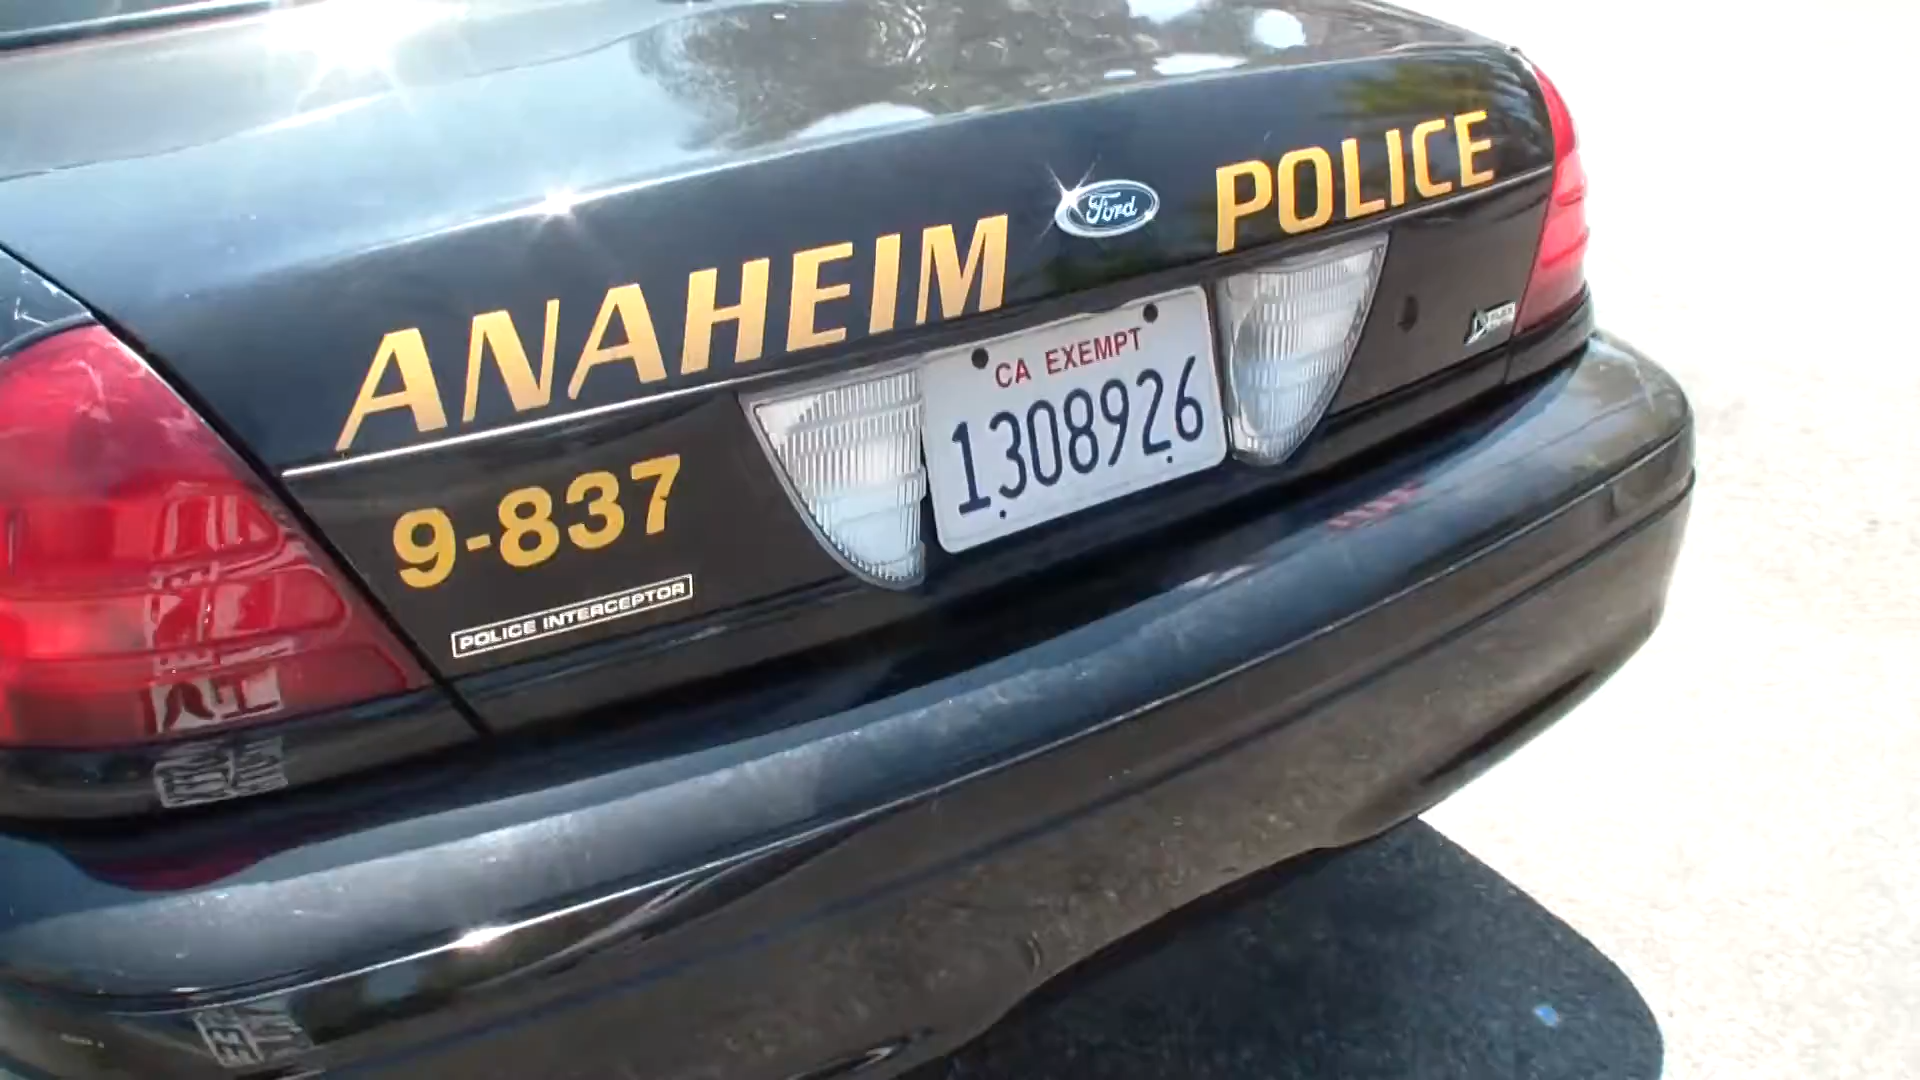 ANAHEIM POLICE
Ford
CA EXEMPT
1308926
9-837
POLICE INTERCEPTOR